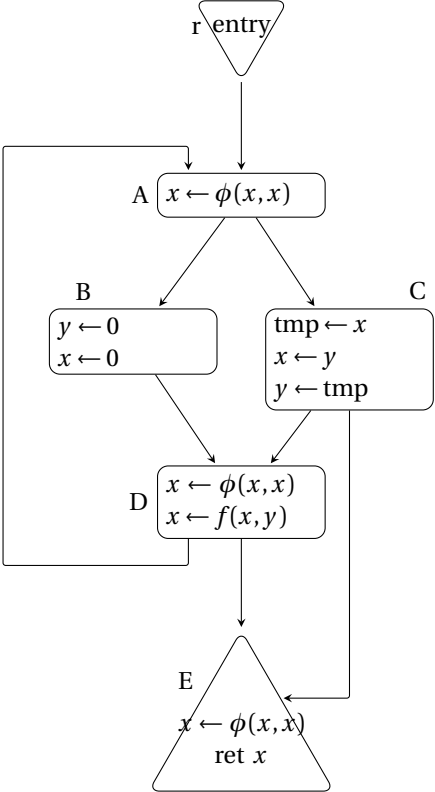 r entry
A x ← ϕ(x, x)
B
y ← 0
x ← 0
C
tmp ← x
x ← y
y ← tmp
D
x ← ϕ(x, x)
x ← f(x, y)
E
x ← ϕ(x, x)
ret x